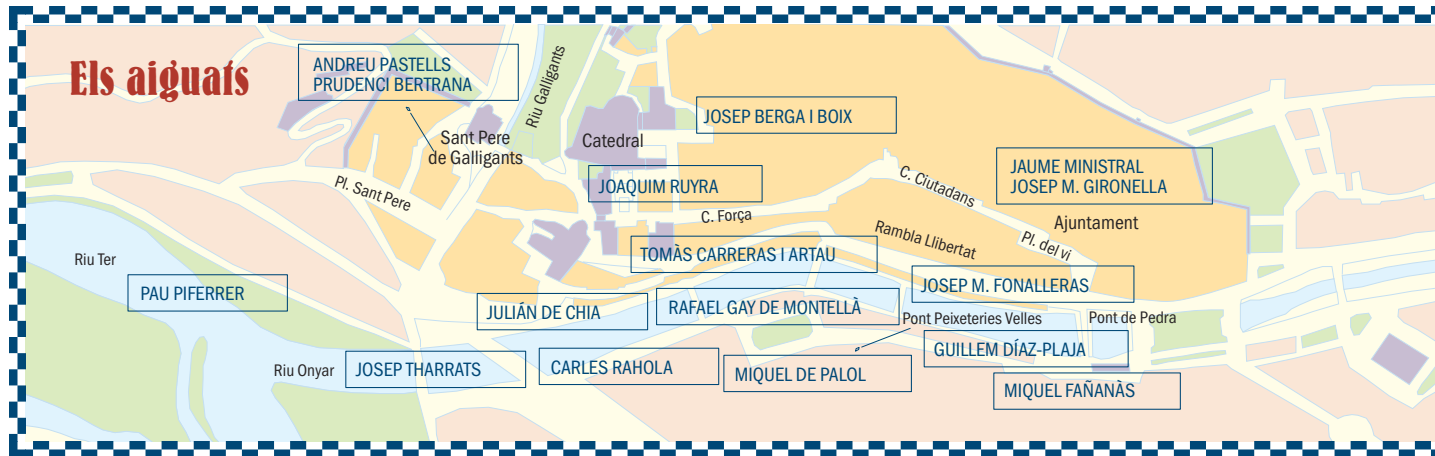 Els aiguats
ANDREU PASTELLS
PRUDENCI BERTRANA
Riu Galligants
Sant Pere
de Galligants
Catedral
JOSEP BERGA I BOIX
JOAQUIM RUYRA
Pl. Sant Pere
C. Força
C. Ciutadans
JAUME MINISTRAL
JOSEP M. GIRONELLA
Ajuntament
Rambla Llibertat
Pl. del vi
TOMÀS CARRERAS I ARTAU
Riu Ter
PAU PIFERRER
JULIÁN DE CHIA
RAFAEL GAY DE MONTELLÀ
JOSEP M. FONALLERAS
Pont Peixeteries Velles
Pont de Pedra
GUILLEM DÍAZ-PLAJA
Riu Onyar
JOSEP THARRATS
CARLES RAHOLA
MIQUEL DE PALOL
MIQUEL FAÑANÀS